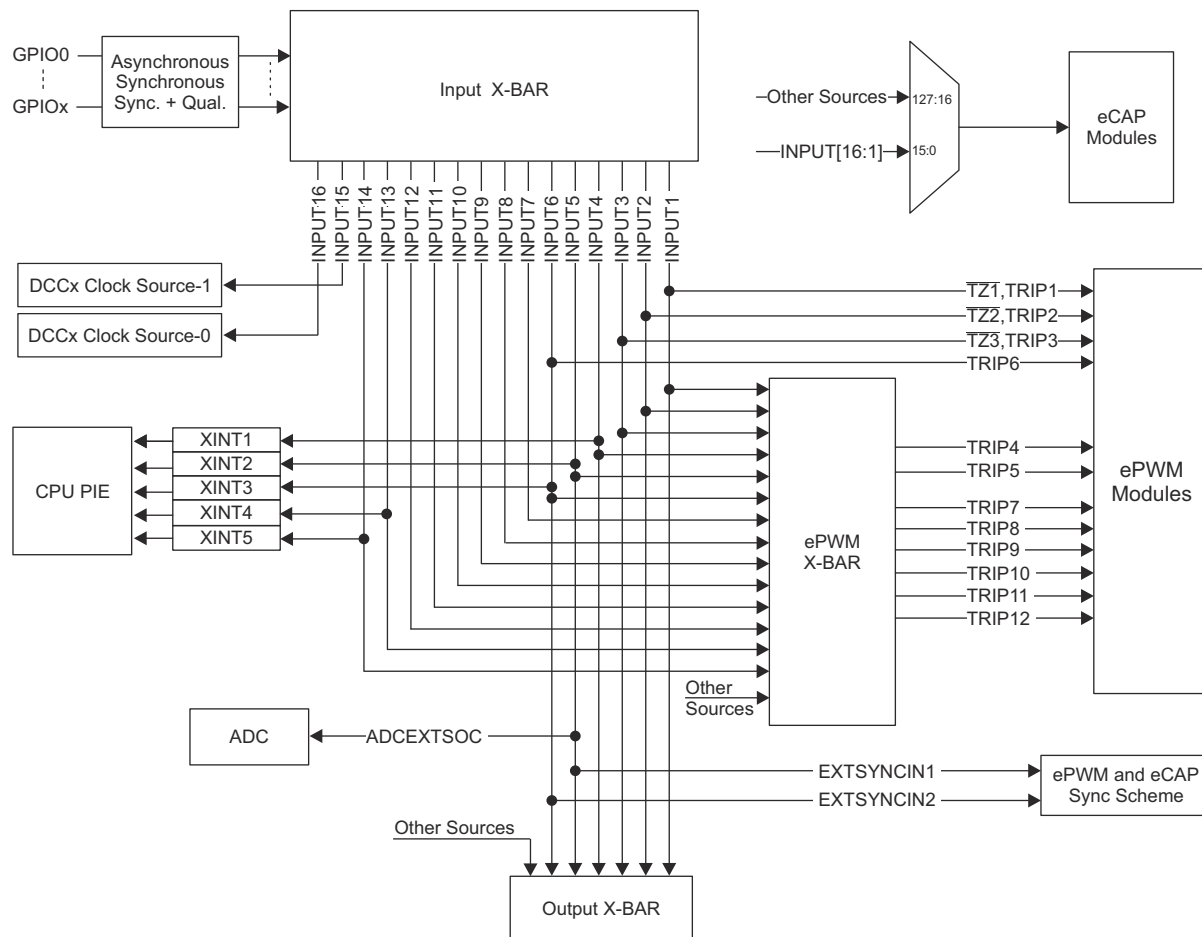 GPIO0
GPIOx
Asynchronous
Synchronous
Sync. + Qual.
Input X-BAR
Other Sources
127:16
INPUT[16:1]
15:0
eCAP
Modules
INPUT16
INPUT15
INPUT14
INPUT13
INPUT12
INPUT11
INPUT10
INPUT9
INPUT8
INPUT7
INPUT6
INPUT5
INPUT4
INPUT3
INPUT2
INPUT1
DCCx Clock Source-1
DCCx Clock Source-0
TZ1,TRIP1
TZ2,TRIP2
TZ3,TRIP3
TRIP6
CPU PIE
XINT1
XINT2
XINT3
XINT4
XINT5
ePWM
X-BAR
TRIP4
TRIP5
TRIP7
TRIP8
TRIP9
TRIP10
TRIP11
TRIP12
ePWM
Modules
Other
Sources
ADC
ADCEXTSOC
EXTSYNCIN1
EXTSYNCIN2
ePWM and eCAP
Sync Scheme
Other Sources
Output X-BAR